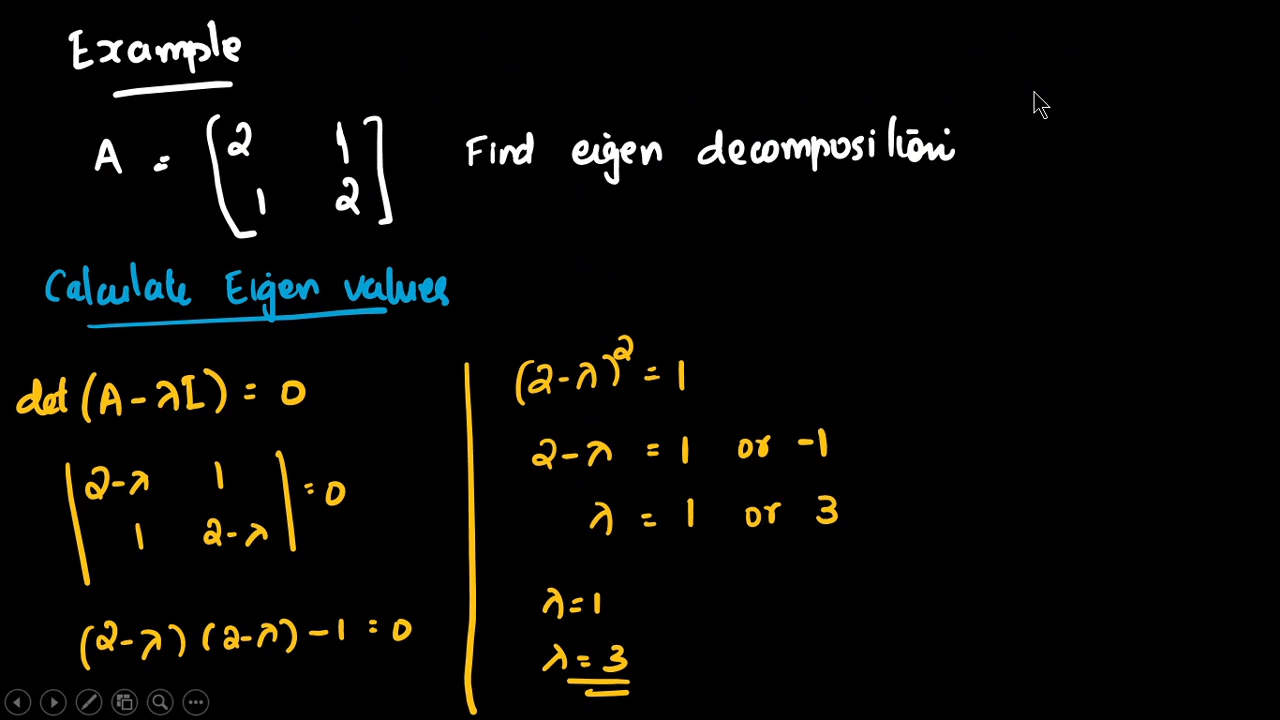 Example
A = [2 1
1 2] Find eigen decomposition
Calculate Eigen values
det(A - λI) = 0
|2-λ 1
1 2-λ| = 0
(2-λ)(2-λ) - 1 = 0
(2-λ)² = 1
2-λ = 1 or -1
λ = 1 or 3
λ = 1
λ = 3